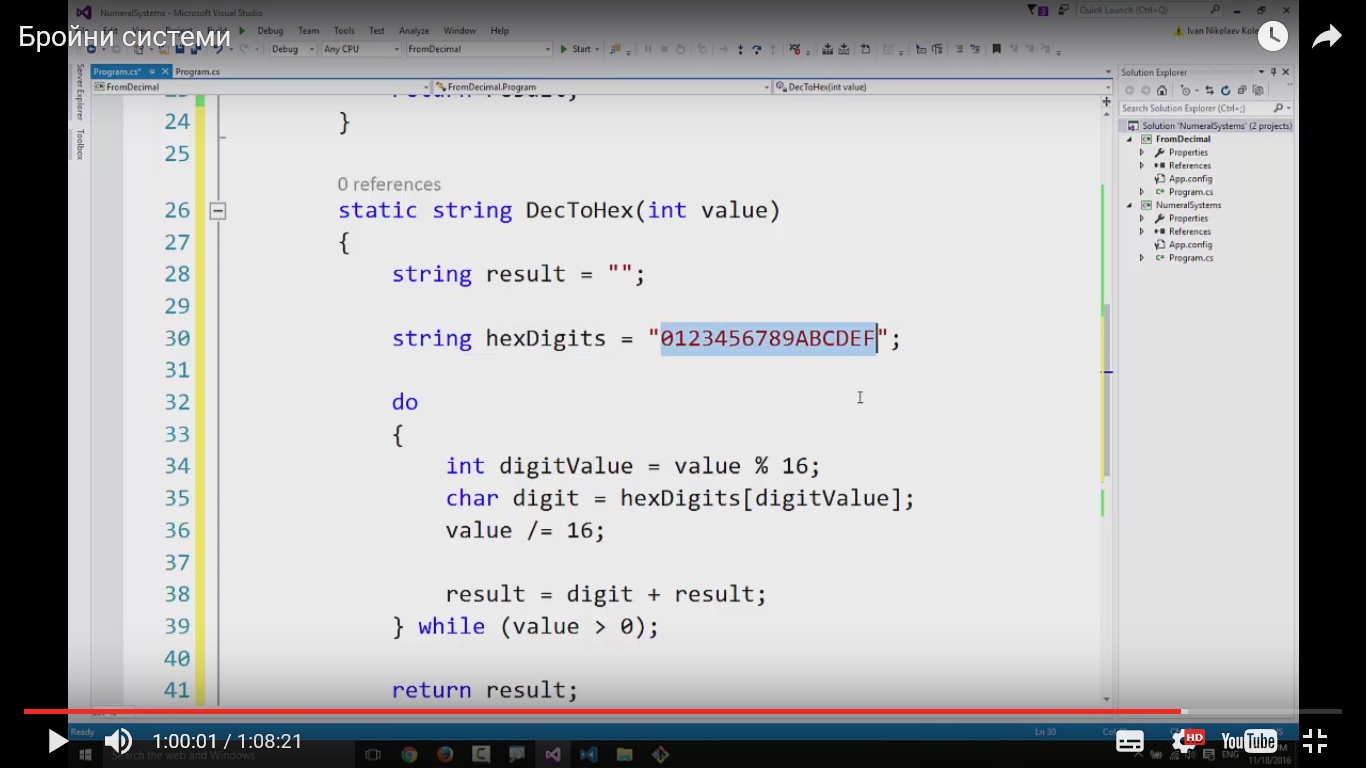 NumeralSystems - Microsoft Visual Studio
Quick Launch (Ctrl+Q)
Бройни системи
Debug Team Tools Test Analyze Window Help
Ivan Nikolaev
Debug Any CPU FromDecimal Start
Server Explorer
Toolbox
Program.cs* Program.cs
FromDecimal FromDecimal.Program DecToHex(int value)
return result;
24 }
25
0 references
26 static string DecToHex(int value)
27 {
28 string result = "";
29
30 string hexDigits = "0123456789ABCDEF";
31
32 do
33 {
34 int digitValue = value % 16;
35 char digit = hexDigits[digitValue];
36 value /= 16;
37
38 result = digit + result;
39 } while (value > 0);
40
41 return result;
Solution Explorer
Search Solution Explorer (Ctrl+;)
Solution 'NumeralSystems' (2 projects)
FromDecimal
Properties
References
App.config
Program.cs
NumeralSystems
Properties
References
App.config
Program.cs
Ready Ln 30
1:00:01 / 1:08:21
HD
YouTube
Search the web and Windows
ENG
11/18/2016